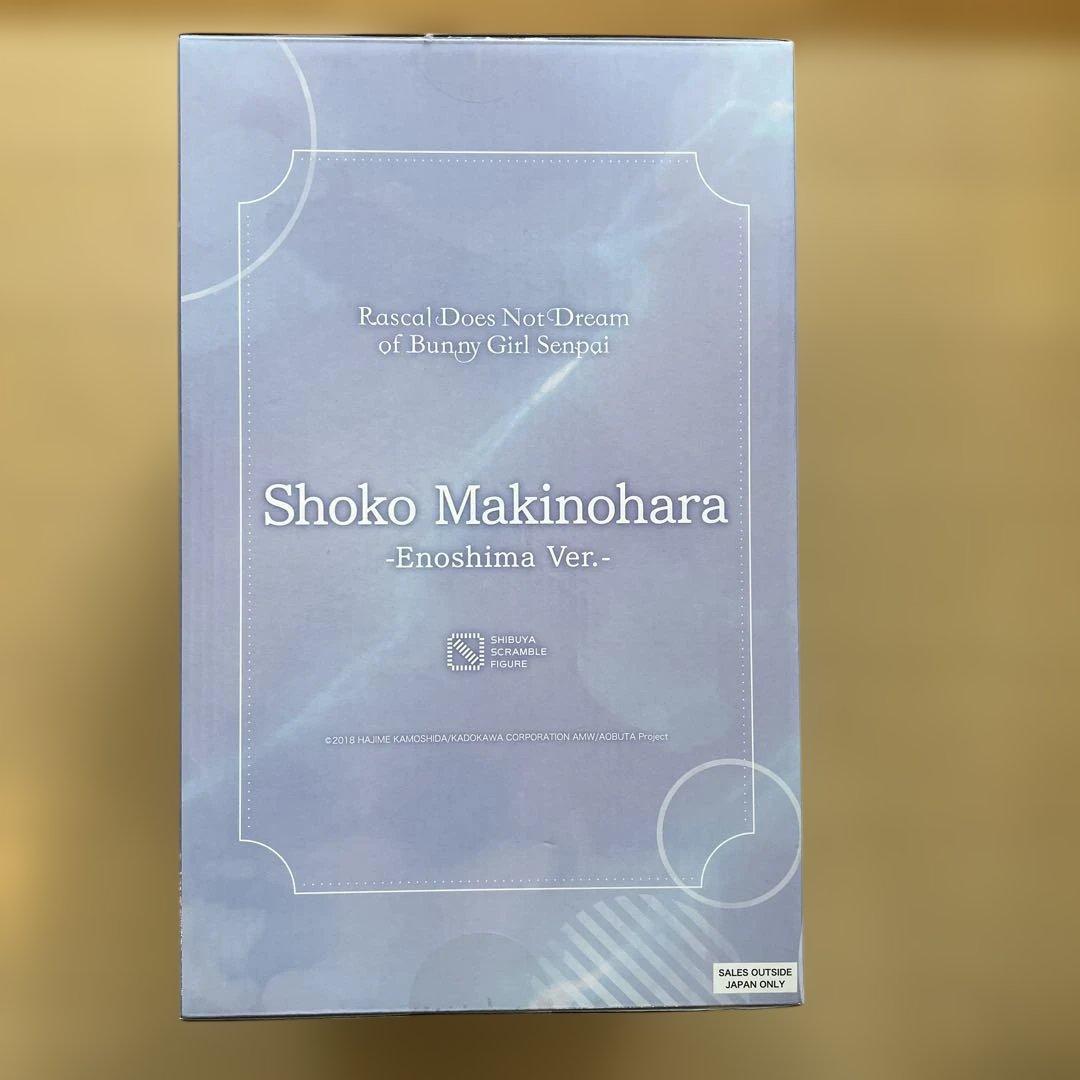 Rascal Does Not Dream
of Bunny Girl Senpai
Shoko Makinohara
-Enoshima Ver.-
SHIBUYA
SCRAMBLE
FIGURE
©2018 HAJIME KAMOSHIDA/KADOKAWA CORPORATION AMW/AOBUTA Project
SALES OUTSIDE
JAPAN ONLY